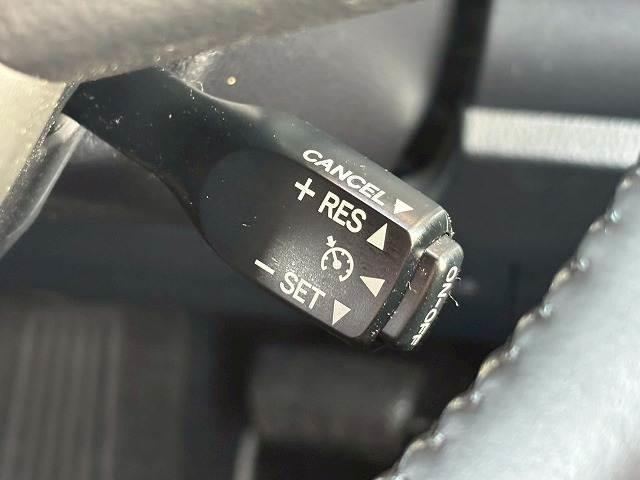 CANCEL
+ RES
- SET
ON-OFF